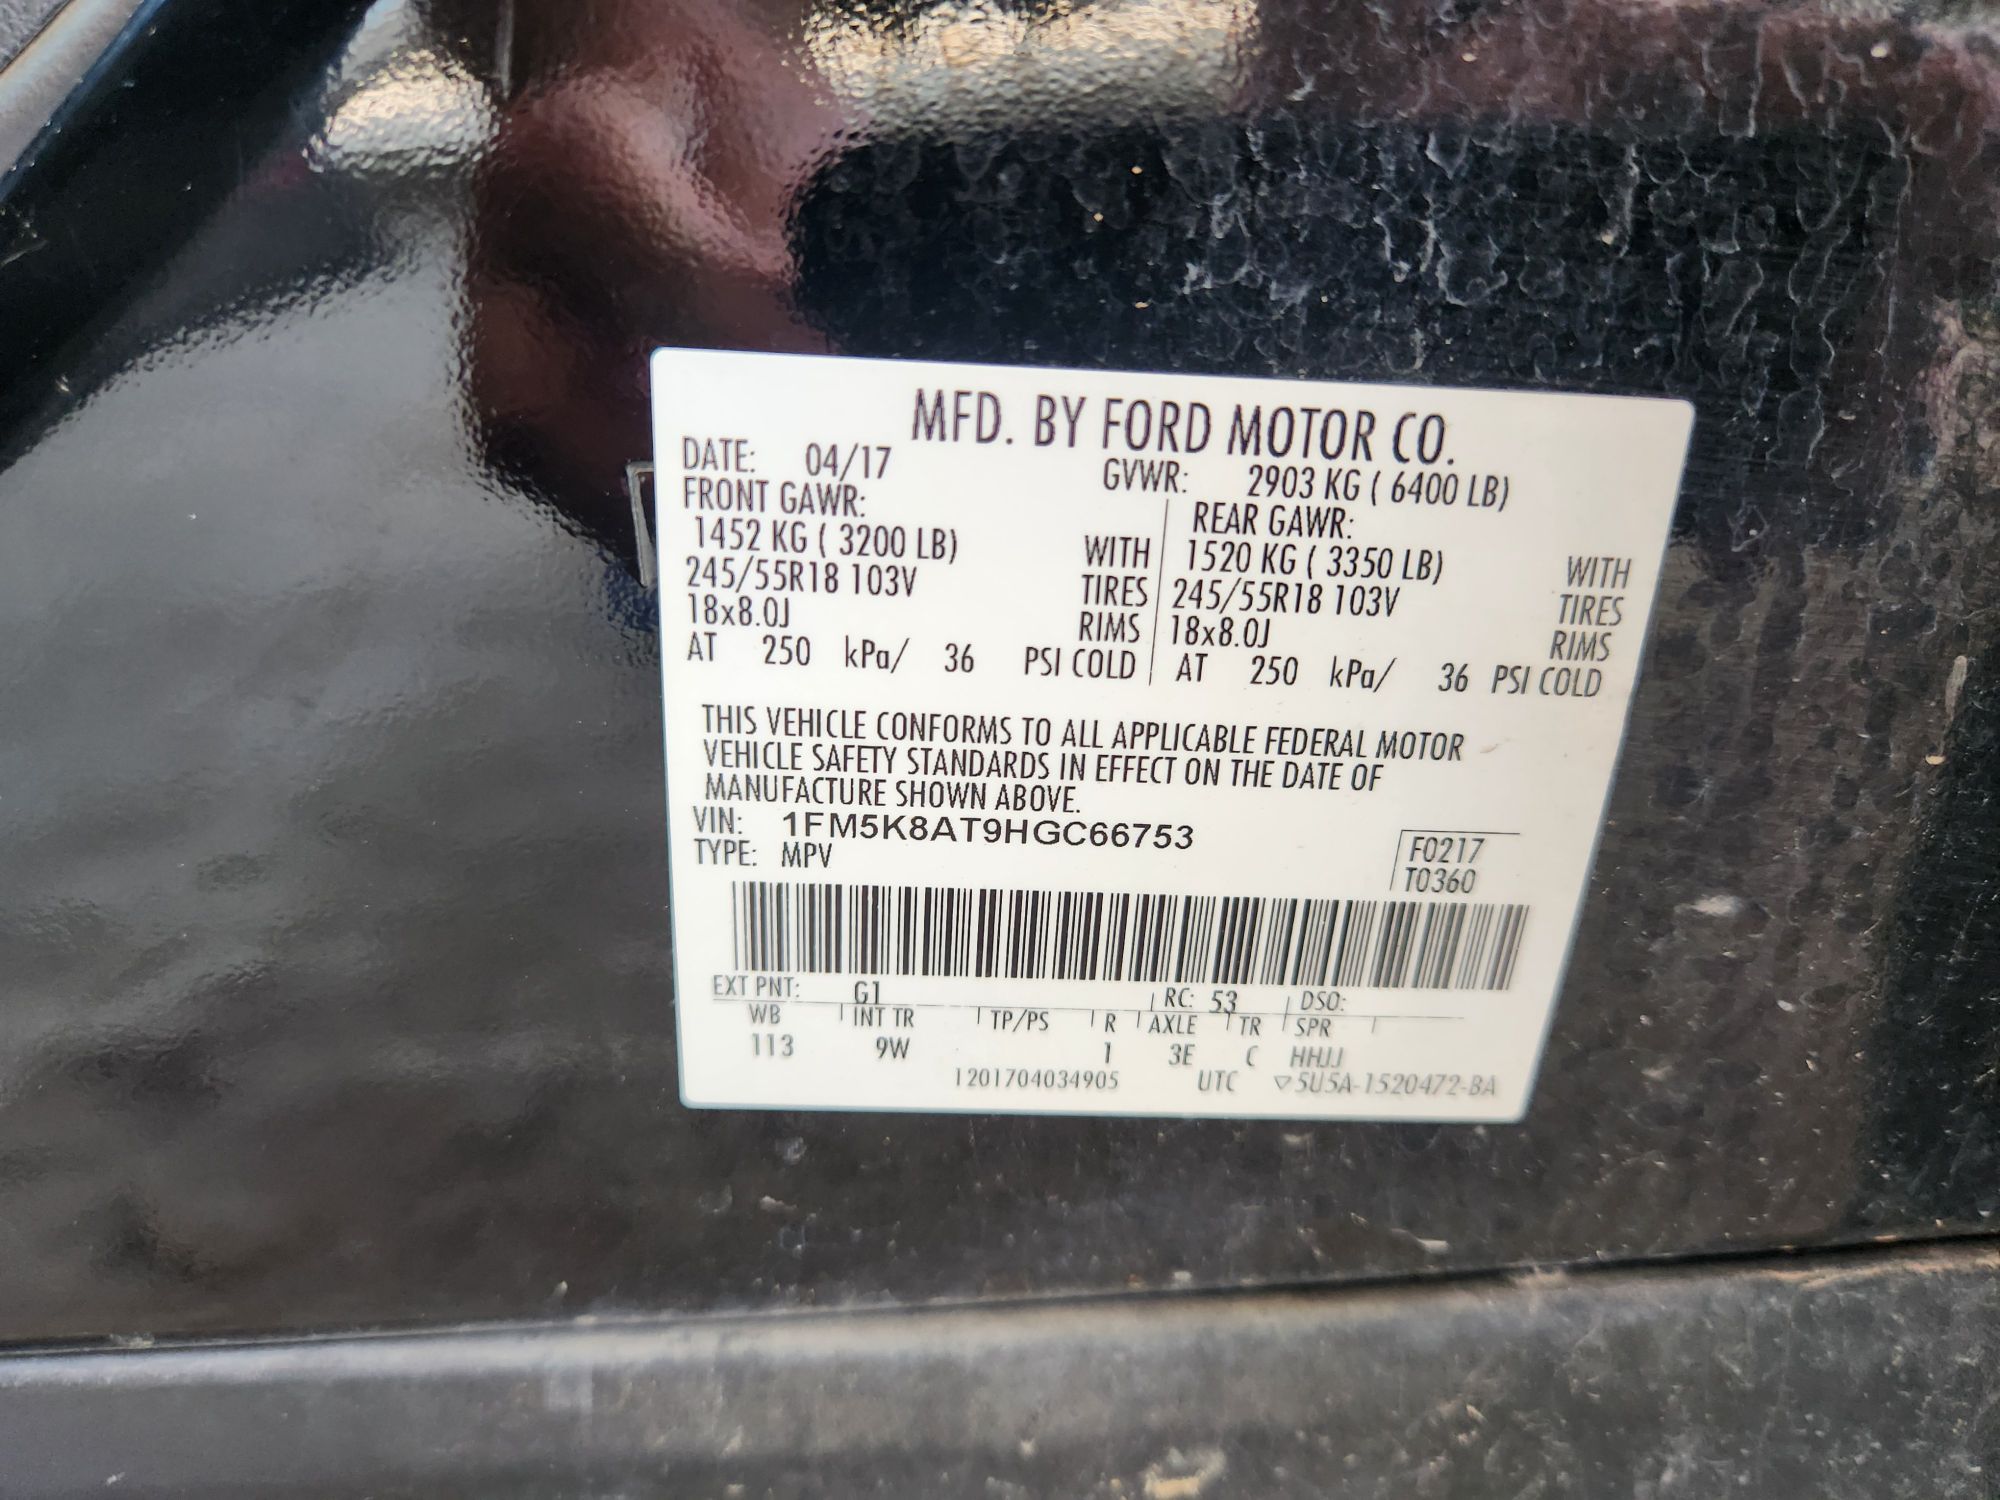 MFD. BY FORD MOTOR CO.
DATE: 04/17 GVWR: 2903 KG ( 6400 LB)
FRONT GAWR: REAR GAWR:
1452 KG ( 3200 LB) WITH 1520 KG ( 3350 LB) WITH
245/55R18 103V TIRES 245/55R18 103V TIRES
18x8.0J RIMS 18x8.0J RIMS
AT 250 kPa/ 36 PSI COLD AT 250 kPa/ 36 PSI COLD
THIS VEHICLE CONFORMS TO ALL APPLICABLE FEDERAL MOTOR
VEHICLE SAFETY STANDARDS IN EFFECT ON THE DATE OF
MANUFACTURE SHOWN ABOVE.
VIN: 1FM5K8AT9HGC66753
TYPE: MPV
F0217
T0360
EXT PNT: G1 RC: 53 DSO:
WB INT TR TP/PS R AXLE TR SPR
113 9W 1 3E C HHJJ
1201704034905 UTC ▽5U5A-1520472-BA